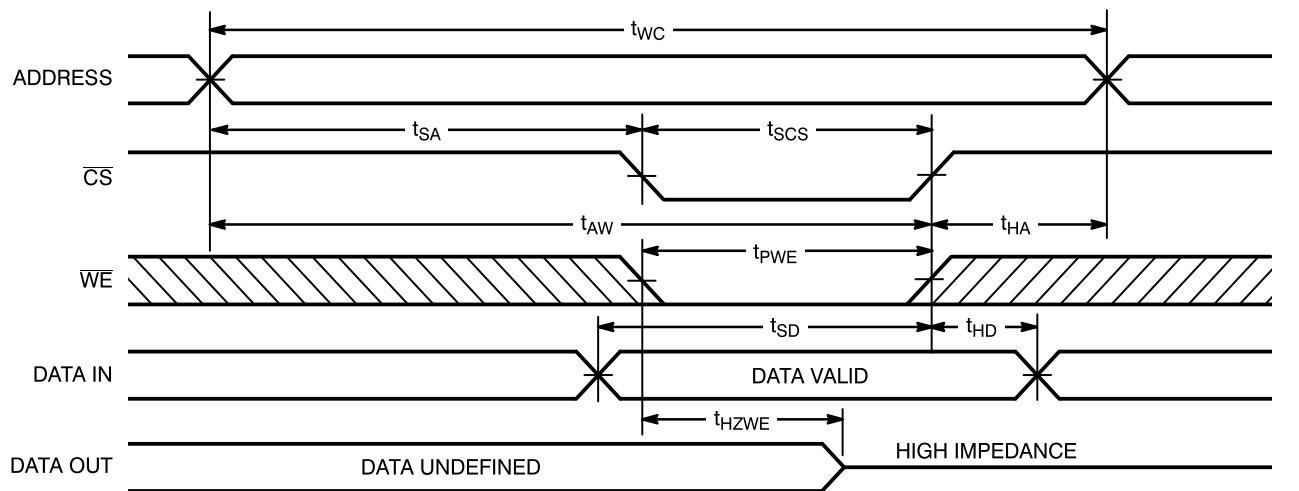 tWC
ADDRESS
tSA
tSCS
CS
tAW
tHA
tPWE
WE
tSD
tHD
DATA IN
DATA VALID
tHZWE
DATA OUT
DATA UNDEFINED
HIGH IMPEDANCE